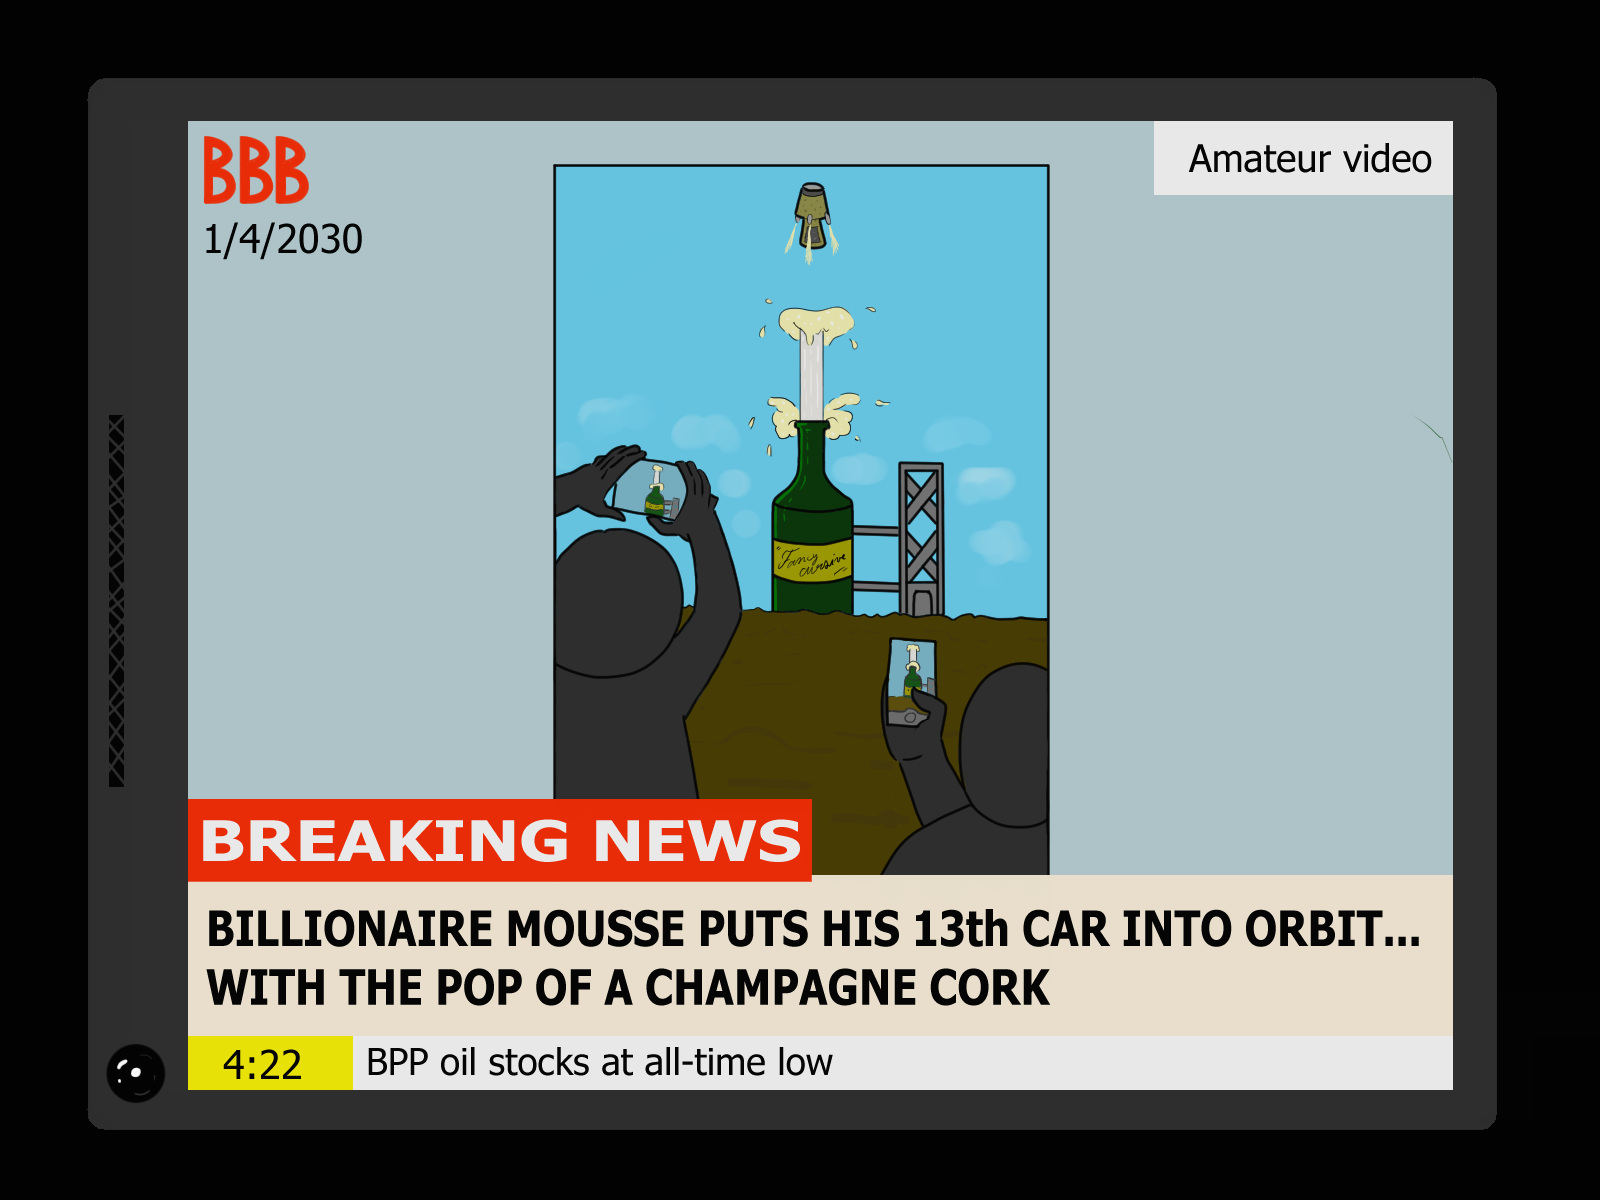 BBB
1/4/2030
Amateur video
"Fancy
cursive"
BREAKING NEWS
BILLIONAIRE MOUSSE PUTS HIS 13th CAR INTO ORBIT...
WITH THE POP OF A CHAMPAGNE CORK
4:22 BPP oil stocks at all-time low